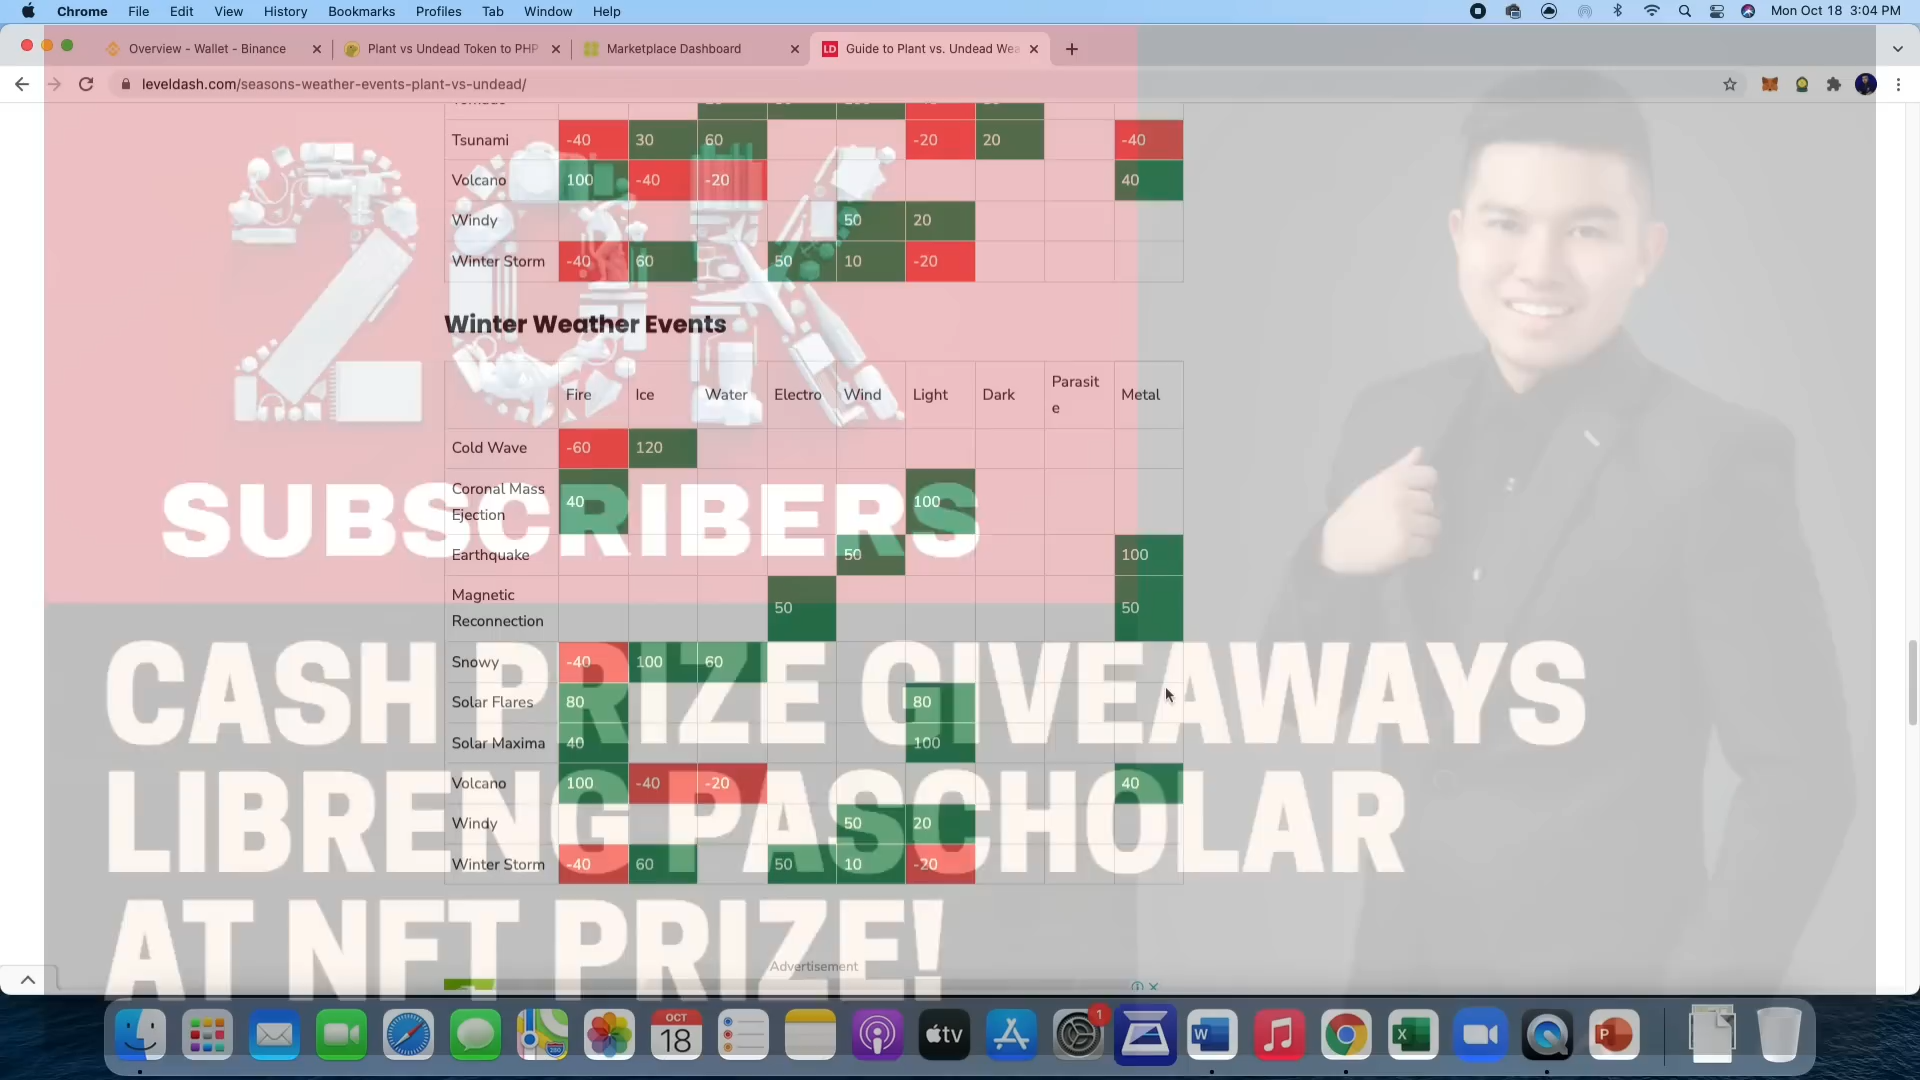 Chrome File Edit View History Bookmarks Profiles Tab Window Help Mon Oct 18 3:04 PM
Overview - Wallet - Binance Plant vs Undead Token to PHP Marketplace Dashboard LD Guide to Plant vs. Undead Wea
leveldash.com/seasons-weather-events-plant-vs-undead/
Tsunami -40 30 60 -20 20 -40
Volcano 100 -40 -20 40
Windy 50 20
Winter Storm -40 60 50 10 -20
20K
Winter Weather Events
Fire Ice Water Electro Wind Light Dark Parasit
e Metal
Cold Wave -60 120
Coronal Mass
Ejection 40 100
SUBSCRIBERS
Earthquake 50 100
Magnetic
Reconnection 50 50
Snowy -40 100 60
Solar Flares 80 80
Solar Maxima 40 100
CASH PRIZE GIVEAWAYS
Volcano 100 -40 -20 40
Windy 50 20
Winter Storm -40 60 50 10 -20
LIBRENG PASCHOLAR
AT NFT PRIZE!
Advertisement
OCT
18
tv
1
W
X
P